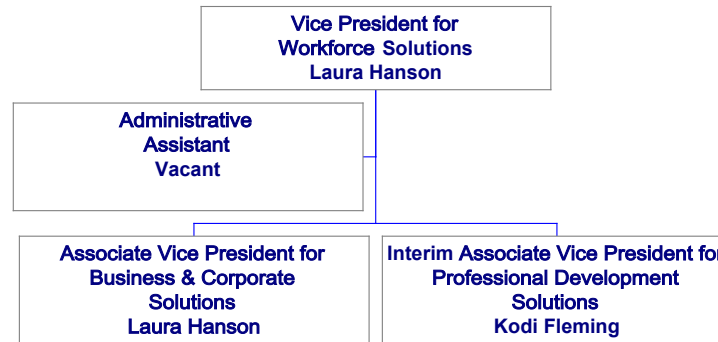 Vice President for
Workforce Solutions
Laura Hanson
Administrative
Assistant
Vacant
Associate Vice President for
Business & Corporate
Solutions
Laura Hanson
Interim Associate Vice President for
Professional Development
Solutions
Kodi Fleming